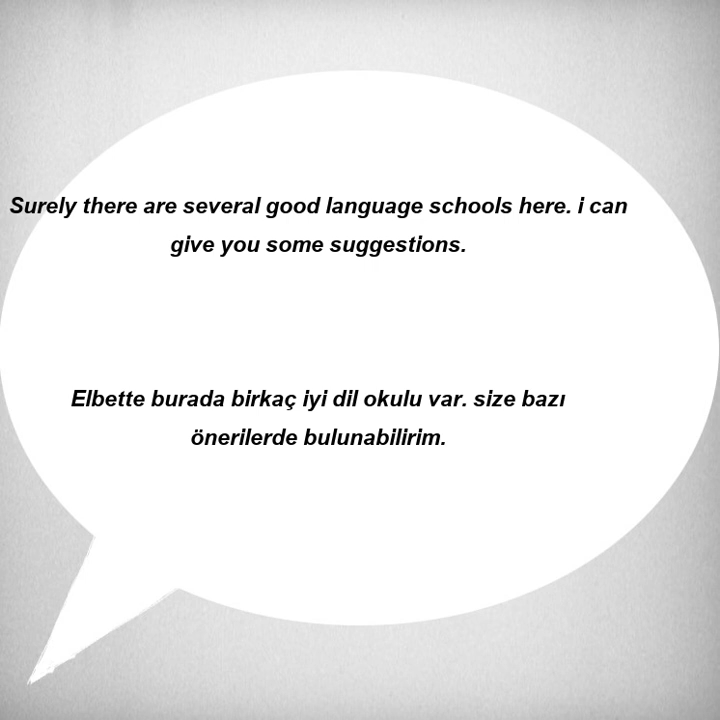 Surely there are several good language schools here. i can
give you some suggestions.
Elbette burada birkaç iyi dil okulu var. size bazı
önerilerde bulunabilirim.